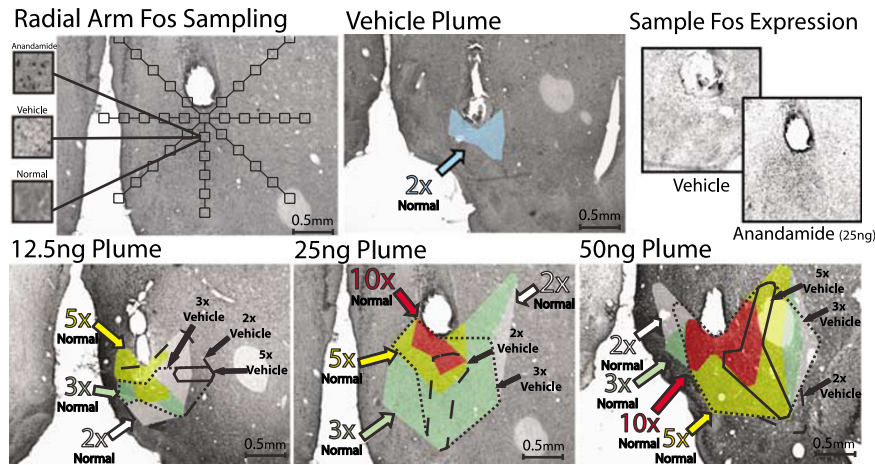 Radial Arm Fos Sampling
Anandamide
Vehicle
Normal
0.5mm
Vehicle Plume
2x
Normal
0.5mm
Sample Fos Expression
Vehicle
Anandamide (25ng)
12.5ng Plume
5x
Normal
3x
Normal
2x
Normal
3x
Vehicle
2x
Vehicle
5x
Vehicle
0.5mm
25ng Plume
10x
Normal
2x
Normal
5x
Normal
2x
Vehicle
3x
Vehicle
3x
Normal
0.5mm
50ng Plume
5x
Vehicle
3x
Vehicle
2x
Normal
3x
Normal
2x
Vehicle
10x
Normal
5x
Normal
0.5mm